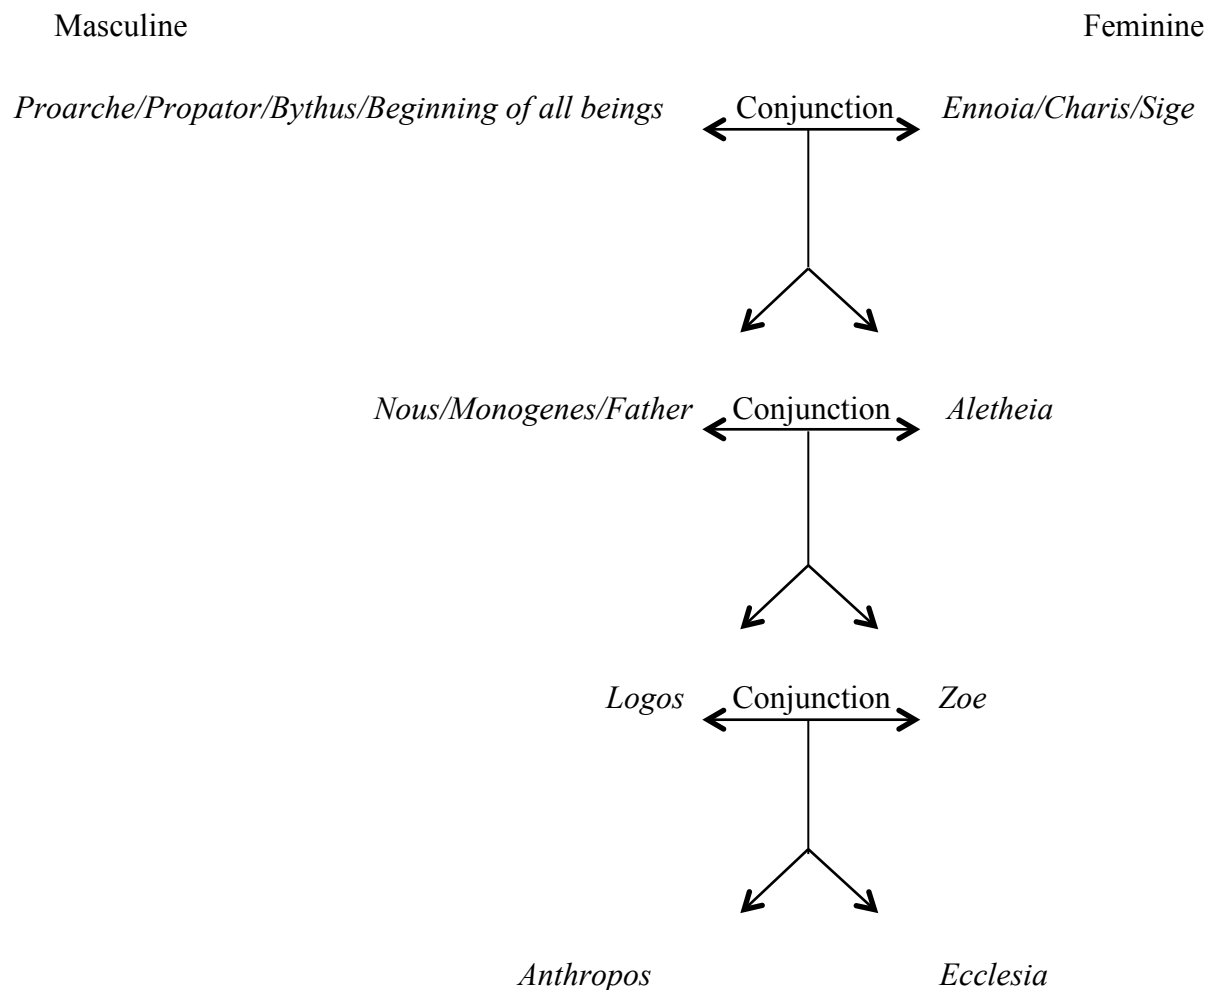 Masculine Feminine
Proarche/Propator/Bythus/Beginning of all beings Conjunction Ennoia/Charis/Sige
Nous/Monogenes/Father Conjunction Aletheia
Logos Conjunction Zoe
Anthropos Ecclesia